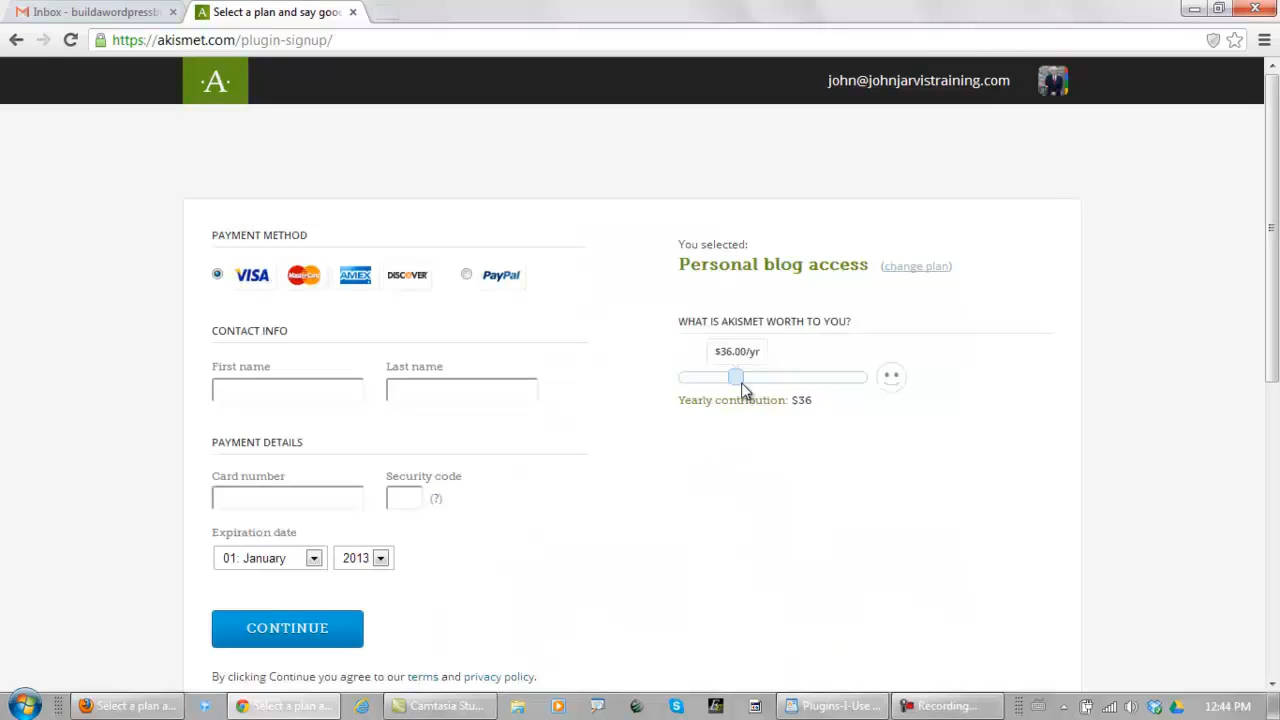 Inbox - buildawordpressb
Select a plan and say goo
https://akismet.com/plugin-signup/
·A·
john@johnjarvistraining.com
PAYMENT METHOD
VISA MasterCard AMEX DISCOVER PayPal
You selected:
Personal blog access (change plan)
CONTACT INFO
WHAT IS AKISMET WORTH TO YOU?
First name Last name
$36.00/yr
Yearly contribution: $36
PAYMENT DETAILS
Card number Security code
(?)
Expiration date
01: January 2013
CONTINUE
By clicking Continue you agree to our terms and privacy policy.
Select a plan a... Select a plan a... Camtasia Stu... Plugins-I-Use ... Recording... 12:44 PM